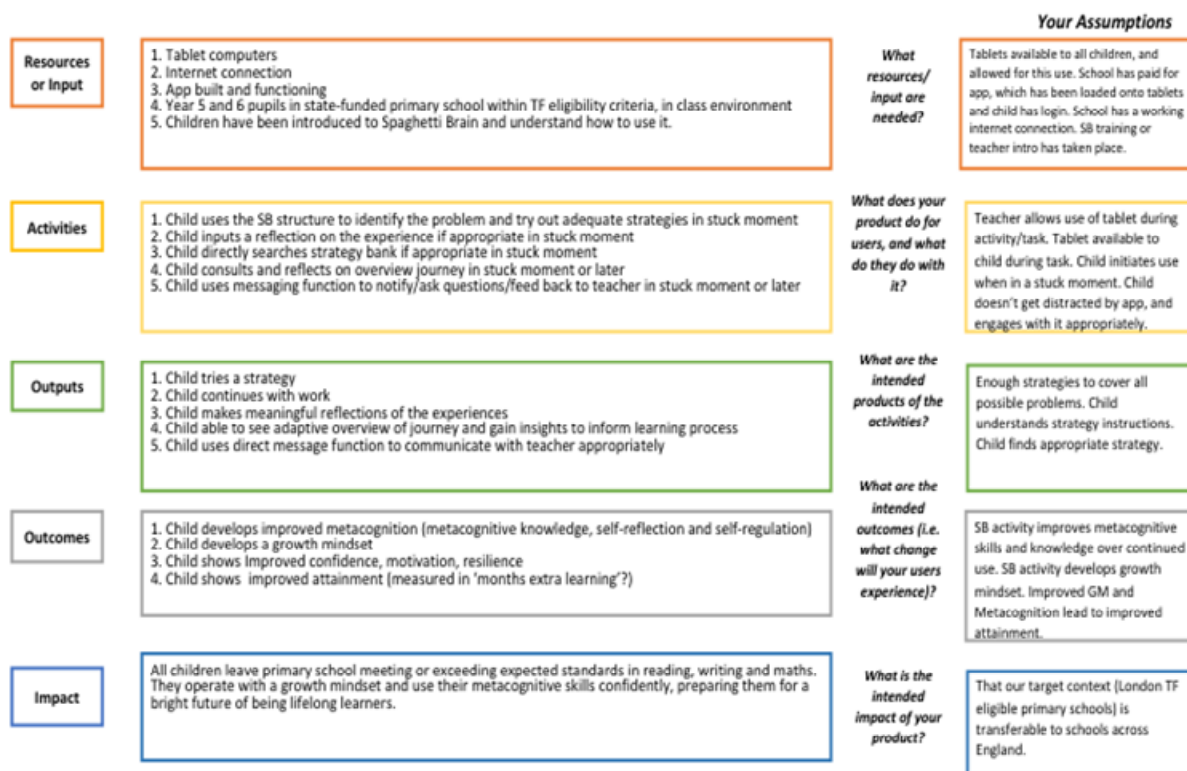 Your Assumptions
Resources
or Input
1. Tablet computers
2. Internet connection
3. App built and functioning
4. Year 5 and 6 pupils in state-funded primary school within TF eligibility criteria, in class environment
5. Children have been introduced to Spaghetti Brain and understand how to use it.
What
resources/
input are
needed?
Tablets available to all children, and
allowed for this use. School has paid for
app, which has been loaded onto tablets
and child has login. School has a working
internet connection. SB training or
teacher intro has taken place.
Activities
1. Child uses the SB structure to identify the problem and try out adequate strategies in stuck moment
2. Child inputs a reflection on the experience if appropriate in stuck moment
3. Child directly searches strategy bank if appropriate in stuck moment
4. Child consults and reflects on overview journey in stuck moment or later
5. Child uses messaging function to notify/ask questions/feed back to teacher in stuck moment or later
What does your
product do for
users, and what
do they do with
it?
Teacher allows use of tablet during
activity/task. Tablet available to
child during task. Child initiates use
when in a stuck moment. Child
doesn't get distracted by app, and
engages with it appropriately.
Outputs
1. Child tries a strategy
2. Child continues with work
3. Child makes meaningful reflections of the experiences
4. Child able to see adaptive overview of journey and gain insights to inform learning process
5. Child uses direct message function to communicate with teacher appropriately
What are the
intended
products of the
activities?
Enough strategies to cover all
possible problems. Child
understands strategy instructions.
Child finds appropriate strategy.
Outcomes
1. Child develops improved metacognition (metacognitive knowledge, self-reflection and self-regulation)
2. Child develops a growth mindset
3. Child shows Improved confidence, motivation, resilience
4. Child shows improved attainment (measured in 'months extra learning'?)
What are the
intended
outcomes (i.e.
what change
will your users
experience)?
SB activity improves metacognitive
skills and knowledge over continued
use. SB activity develops growth
mindset. Improved GM and
Metacognition lead to improved
attainment.
Impact
All children leave primary school meeting or exceeding expected standards in reading, writing and maths.
They operate with a growth mindset and use their metacognitive skills confidently, preparing them for a
bright future of being lifelong learners.
What is the
intended
impact of your
product?
That our target context (London TF
eligible primary schools) is
transferable to schools across
England.